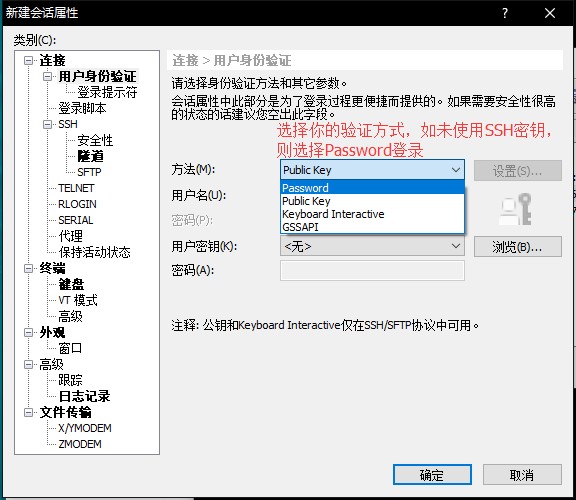 新建会话属性
类别(C):
连接
用户身份验证
登录提示符
登录脚本
SSH
安全性
隧道
SFTP
TELNET
RLOGIN
SERIAL
代理
保持活动状态
终端
键盘
VT 模式
高级
外观
窗口
高级
跟踪
日志记录
文件传输
X/YMODEM
ZMODEM
连接 > 用户身份验证
请选择身份验证方法和其它参数。
会话属性中此部分是为了登录过程更便捷而提供的。如果需要安全性很高
的状态的话建议您空出此字段。
选择你的验证方式，如未使用SSH密钥，
则选择Password登录
方法(M): Public Key 设置(S)...
Password
用户名(U): Public Key
Keyboard Interactive
密码(P): GSSAPI
用户密钥(K): <无> 浏览(B)...
密码(A):
注释: 公钥和Keyboard Interactive仅在SSH/SFTP协议中可用。
确定 取消